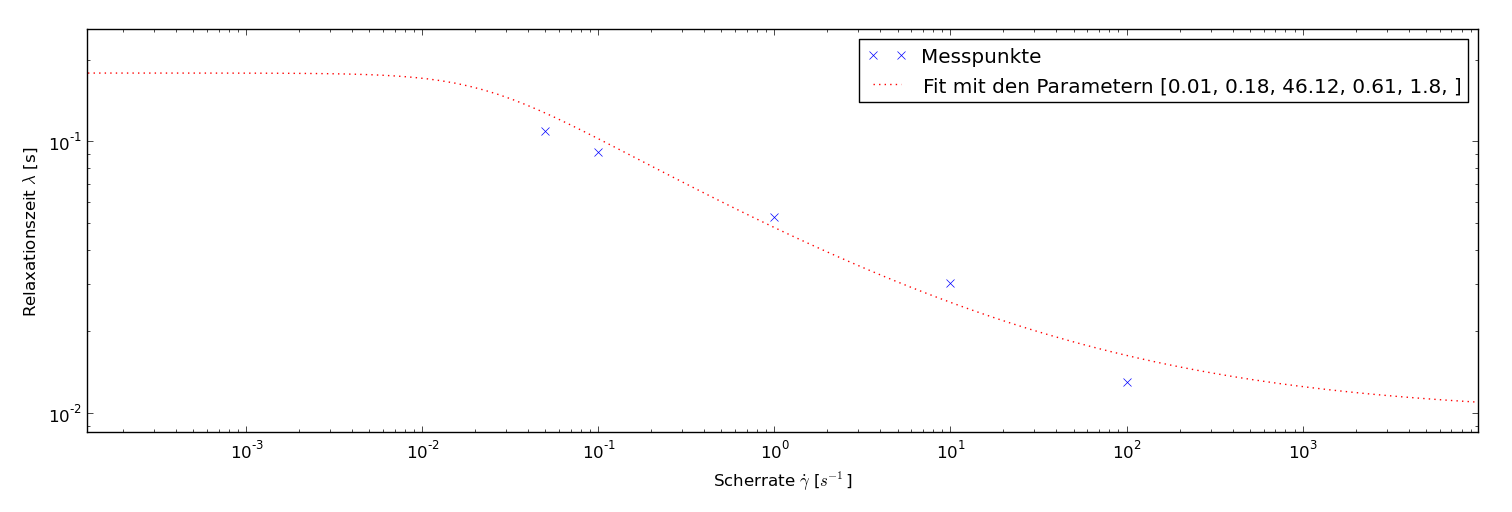 Messpunkte
Fit mit den Parametern [0.01, 0.18, 46.12, 0.61, 1.8, ]
Relaxationszeit λ [s]
10⁻¹
10⁻²
10⁻³ 10⁻² 10⁻¹ 10⁰ 10¹ 10² 10³
Scherrate γ̇ [s⁻¹]